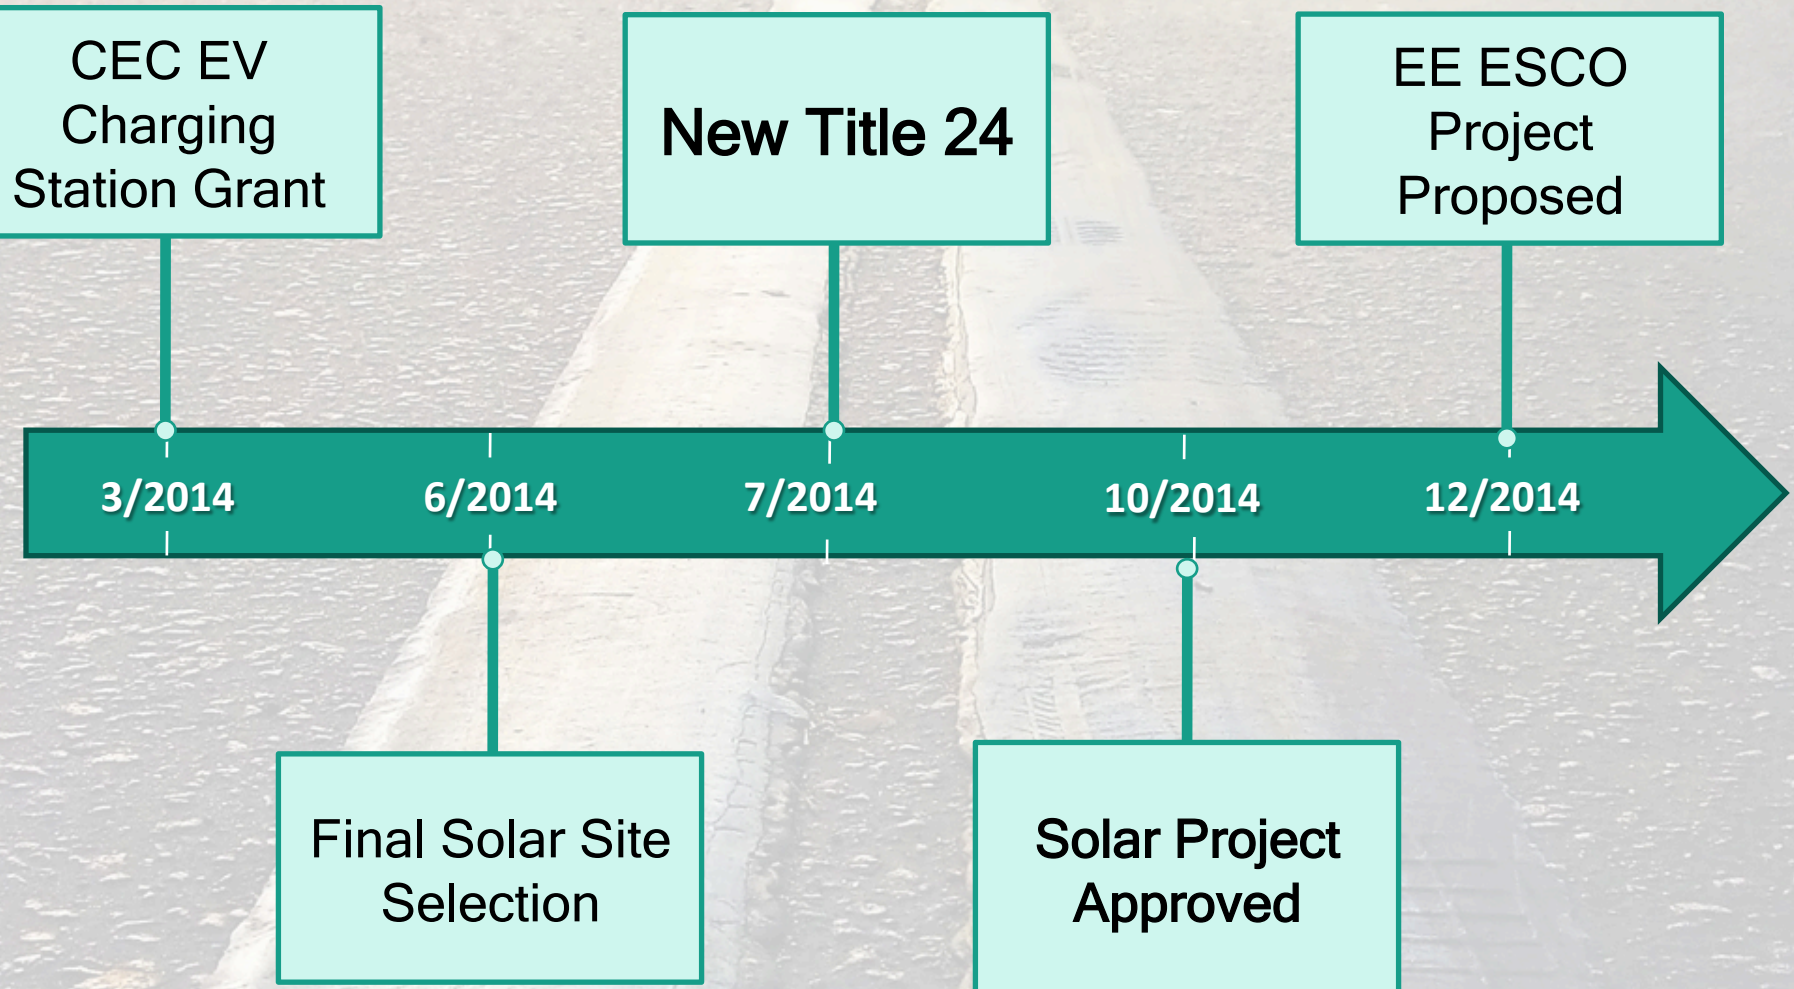 CEC EV
Charging
Station Grant
New Title 24
EE ESCO
Project
Proposed
3/2014
6/2014
7/2014
10/2014
12/2014
Final Solar Site
Selection
Solar Project
Approved